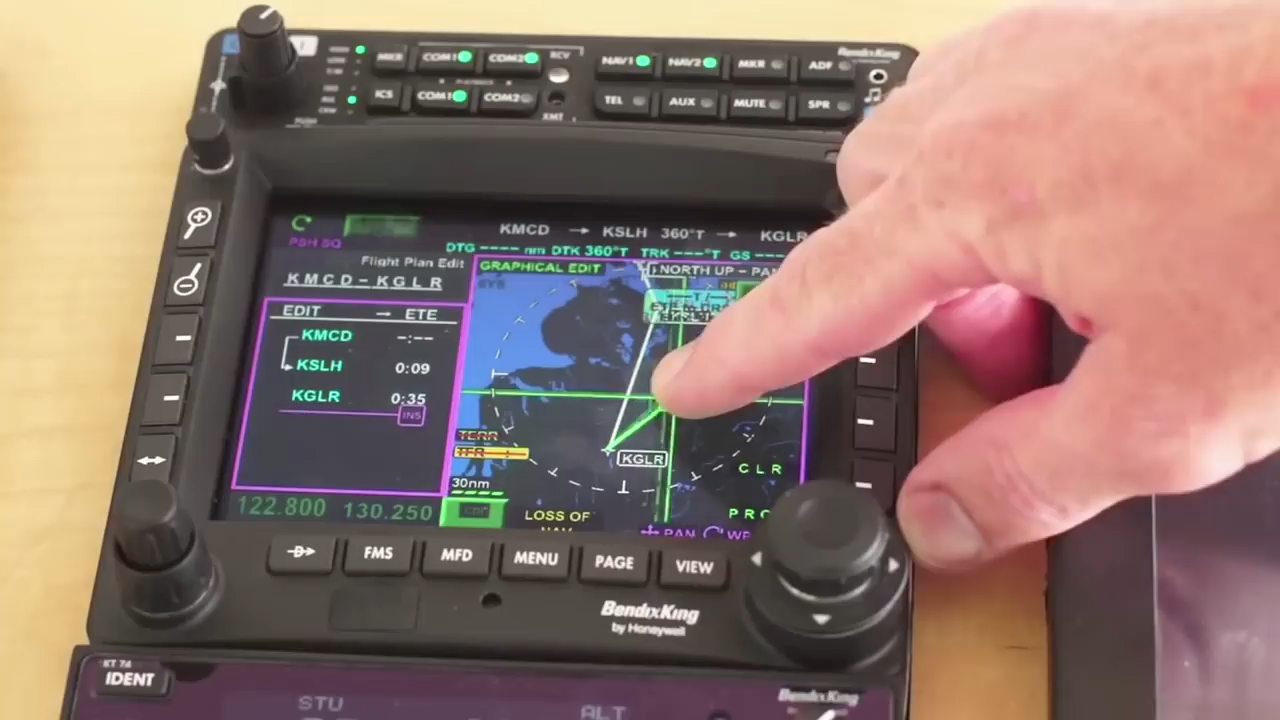 MKR COM1 COM2 RCV NAV1 NAV2 MKR ADF BendixKing
ICS COM1 COM2 XMT TEL AUX MUTE SPR
KMCD → KSLH 360°T → KGLR
PSH SQ
DTG ---- nm DTK 360°T TRK ---°T GS ---
Flight Plan Edit
GRAPHICAL EDIT
NORTH UP - PAN
KMCD-KGLR
EDIT → ETE
KMCD -:--
KSLH 0:09
KGLR 0:35
INS
TERR
TFR
KGLR
CLR
30nm
122.800 130.250
LOSS OF
NAV
PRO
PAN
D FMS MFD MENU PAGE VIEW
BendixKing
by Honeywell
KT 74
IDENT
STU
ALT
BendixKing